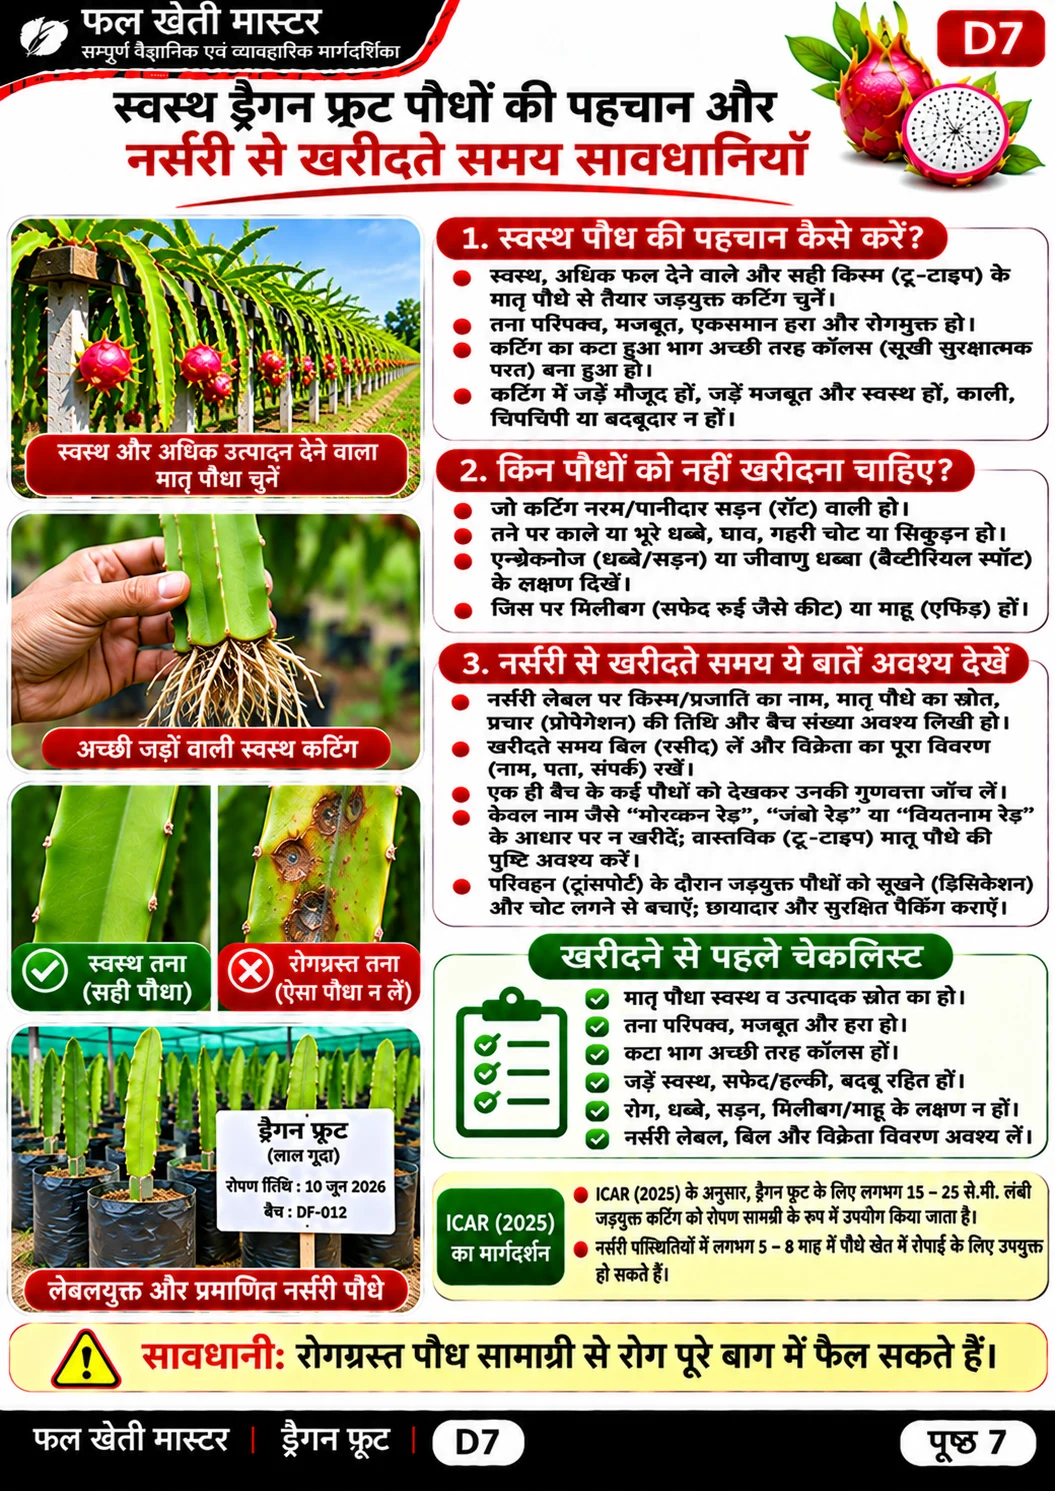 फल खेती मास्टर
सम्पुर्ण वैज्ञानिक एवं व्यावहारिक मार्गदर्शिका
D7
स्वस्थ ड्रैगन फ्रूट पौधों की पहचान और
नर्सरी से खरीदते समय सावधानियाँ
स्वस्थ और अधिक उत्पादन देने वाला
मातृ पौधा चुनें
अच्छी जड़ों वाली स्वस्थ कटिंग
स्वस्थ तना
(सही पौधा)
रोगग्रस्त तना
(ऐसा पौधा न लें)
ड्रैगन फ्रूट
(लाल गूदा)
रोपण तिथि : 10 जून 2026
बैच : DF-012
लेबलयुक्त और प्रमाणित नर्सरी पौधे
1. स्वस्थ पौध की पहचान कैसे करें?
स्वस्थ, अधिक फल देने वाले और सही किस्म (टू-टाइप) के
मातृ पौधे से तैयार जड़युक्त कटिंग चुनें।
तना परिपक्व, मजबूत, एकसमान हरा और रोगमुक्त हो।
कटिंग का कटा हुआ भाग अच्छी तरह कॉलस (सूखी सुरक्षात्मक
परत) बना हुआ हो।
कटिंग में जड़ें मौजूद हों, जड़ें मजबूत और स्वस्थ हों, काली,
चिपचिपी या बदबूदार न हों।
2. किन पौधों को नहीं खरीदना चाहिए?
जो कटिंग नरम/पानीदार सड़न (रॉट) वाली हो।
तने पर काले या भूरे धब्बे, घाव, गहरी चोट या सिकुड़न हो।
(धब्बे/सड़न) या जीवाणु धब्बा स्पॉट)
के लक्षण दिखें।
जिस पर मिलीबग (सफेद रुई जैसे कीट) या माहू (एफिड) हों।
3. नर्सरी से खरीदते समय ये बातें अवश्य देखें
नर्सरी लेबल पर किस्म/प्रजाति का नाम, मातृ पौधे का स्रोत,
प्रचार (प्रोपेगेशन) की तिथि और बैच संख्या अवश्य लिखी हो।
खरीदते समय बिल (रसीद) लें और विक्रेता का पूरा विवरण
(नाम, पता, संपर्क) रखें।
एक ही बैच के कई पौधों को देखकर उनकी गुणवत्ता जाँच लें।
केवल नाम जैसे “मोरक्कन रेड़”, “जंबो रेड़” या “वियतनाम रेड़”
के आधार पर न खरीदें; वास्तविक (टू-टाइप) मातृ पौधे की
पुष्टि अवश्य करें।
परिवहन (ट्रांसपोर्ट) के दौरान जड़युक्त पौधों को सूखने (डिसिकेशन)
और चोट लगने से बचाएँ; छायादार और सुरक्षित पैकिंग कराएँ।
खरीदने से पहले चेकलिस्ट
मातृ पौधा स्वस्थ व उत्पादक स्रोत का हो।
तना परिपक्व, मजबूत और हरा हो।
कटा भाग अच्छी तरह कॉलस हों।
जड़ें स्वस्थ, सफेद/हल्की, बदबू रहित हों।
रोग, धब्बे, सड़न, मिलीबग/माहू के लक्षण न हों।
नर्सरी लेबल, बिल और विक्रेता विवरण अवश्य लें।
ICAR (2025)
का मार्गदर्शन
ICAR (2025) के अनुसार, ड्रैगन फ्रूट के लिए लगभग 15 – 25 से.मी. लंबी
जड़युक्त कटिंग को रोपण सामग्री के रूप में उपयोग किया जाता है।
नर्सरी में लगभग 5 – 8 माह में पौधे खेत में रोपाई के लिए उपयुक्त
हो सकते हैं।
सावधानी: रोगग्रस्त पौध सामाग्री से रोग पूरे बाग में फैल सकते हैं।
फल खेती मास्टर | ड्रैगन फ्रूट | D7
पृष्ठ 7